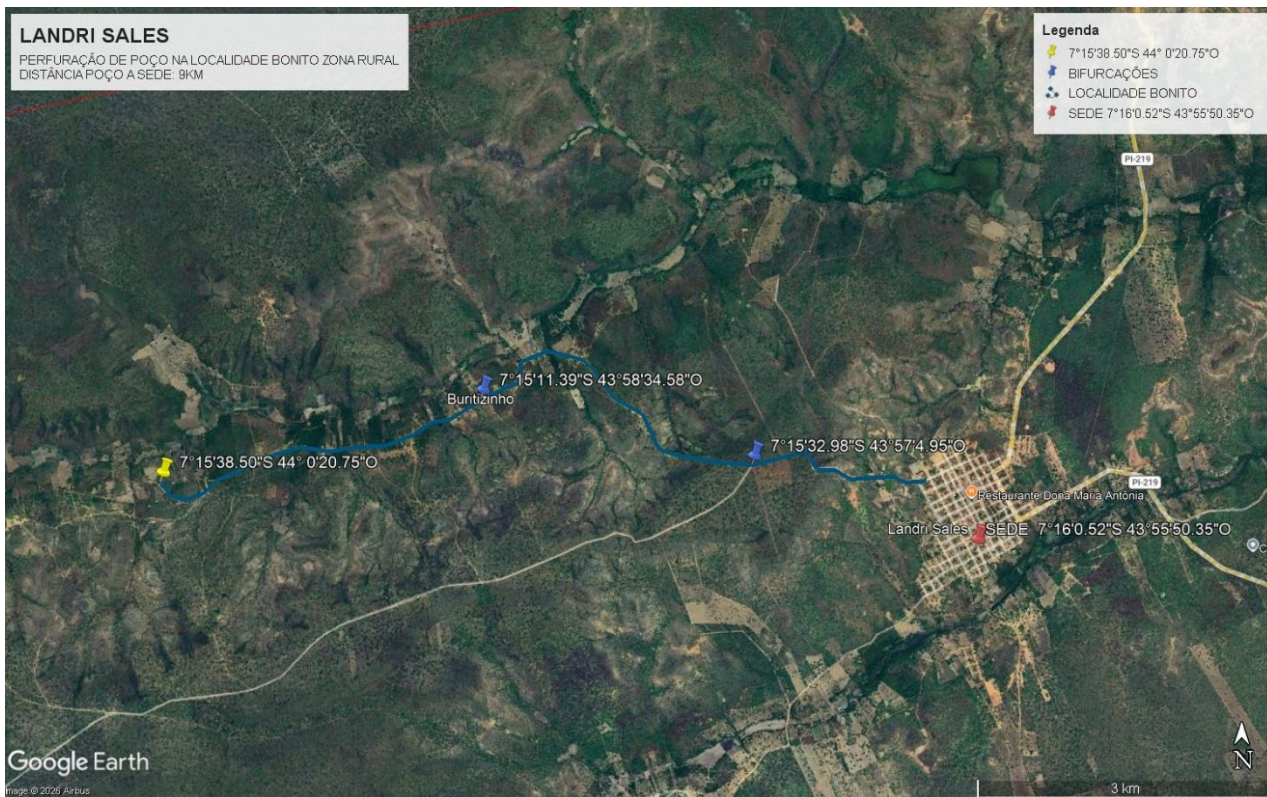 LANDRI SALES
PERFURAÇÃO DE POÇO NA LOCALIDADE BONITO ZONA RURAL
DISTÂNCIA POÇO A SEDE: 9KM
Legenda
7°15'38.50"S 44° 0'20.75"O
BIFURCAÇÕES
LOCALIDADE BONITO
SEDE 7°16'0.52"S 43°55'50.35"O
PI-219
7°15'11.39"S 43°58'34.58"O
Buritizinho
7°15'32.98"S 43°57'4.95"O
7°15'38.50"S 44° 0'20.75"O
PI-219
Restaurante Dona Maria Antônia
Landri Sales
SEDE 7°16'0.52"S 43°55'50.35"O
N
Google Earth
3 km